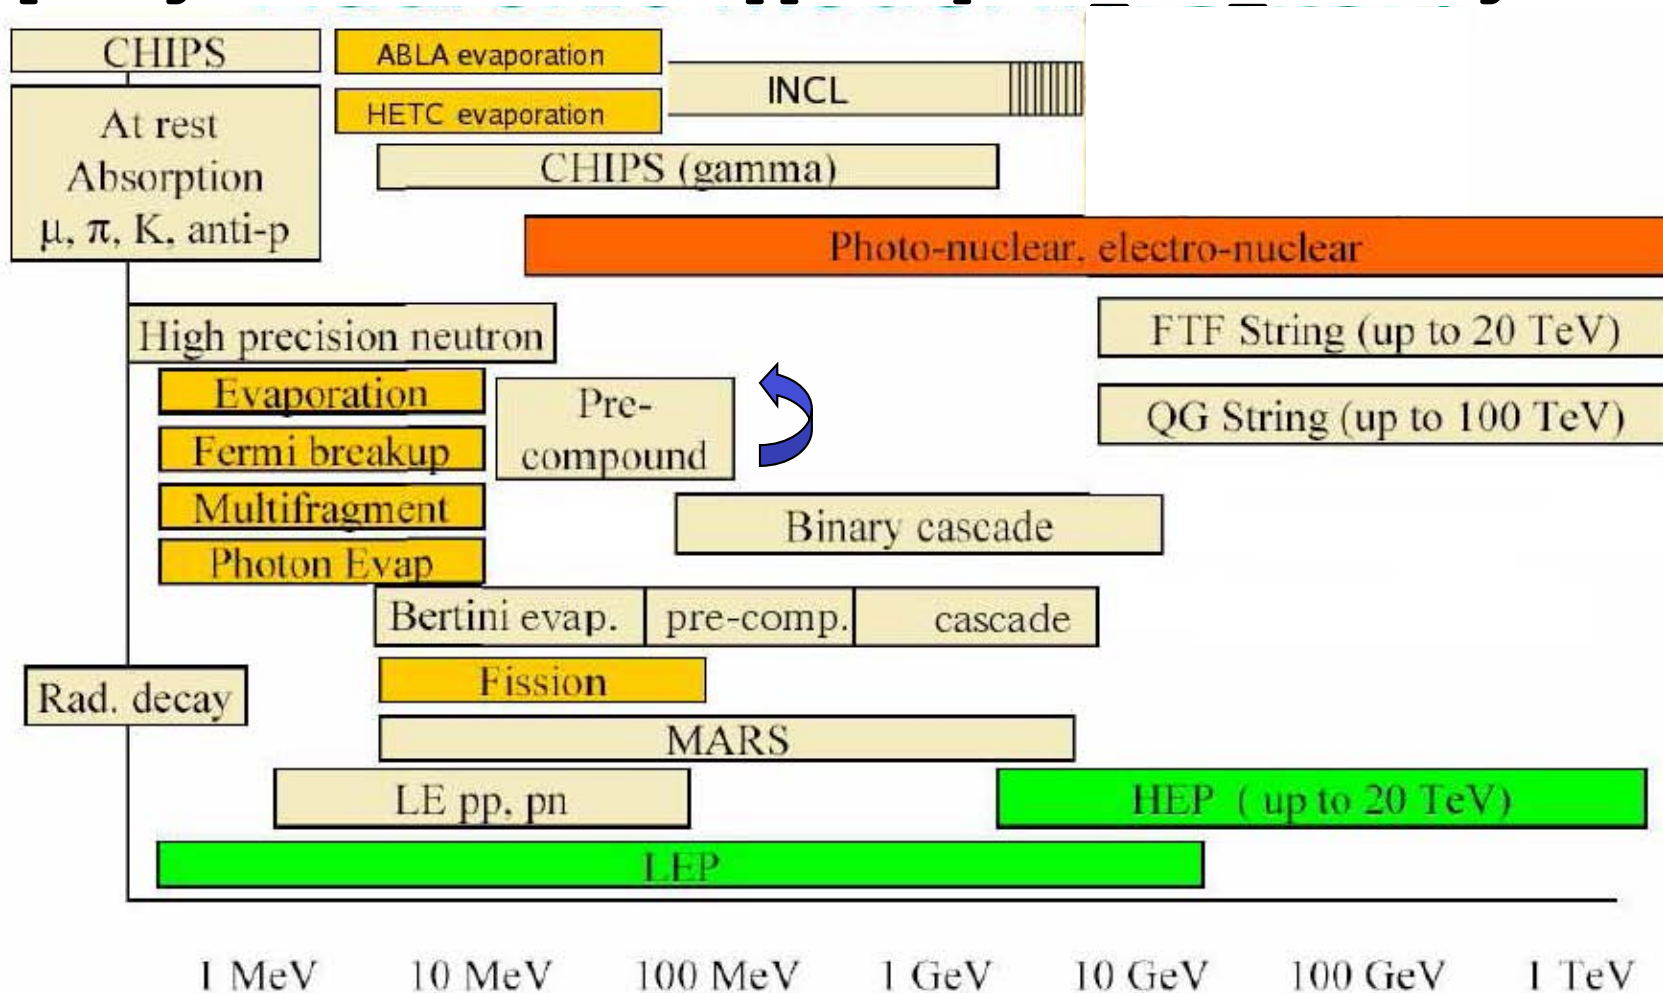 CHIPS
ABLA evaporation
HETC evaporation
INCL
At rest
Absorption
μ, π, K, anti-p
CHIPS (gamma)
Photo-nuclear, electro-nuclear
High precision neutron
FTF String (up to 20 TeV)
Evaporation
Fermi breakup
Multifragment
Photon Evap
Pre-
compound
QG String (up to 100 TeV)
Binary cascade
Bertini evap.
pre-comp.
cascade
Fission
Rad. decay
MARS
LE pp, pn
HEP ( up to 20 TeV)
LEP
1 MeV 10 MeV 100 MeV 1 GeV 10 GeV 100 GeV 1 TeV